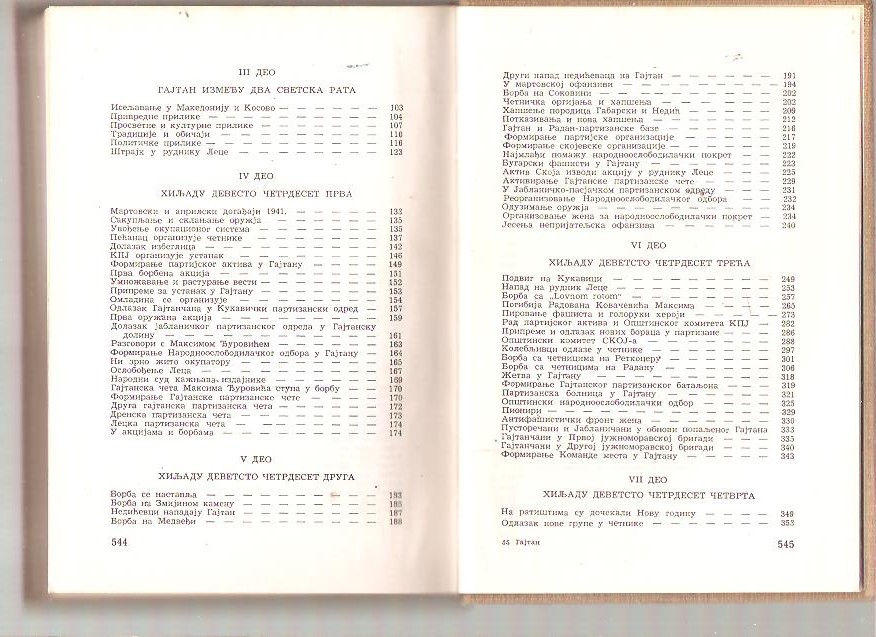 III ДЕО
ГАЈТАН ИЗМЕЂУ ДВА СВЕТСКА РАТА
Исељавање у Македонију и Косово — — — — — — 103
Привредне прилике — — — — — — — — — — 104
Просветне и културне прилике — — — — — — — 107
Традиције и обичаји — — — — — — — — — 110
Политичке прилике — — — — — — — — — — 116
Штрајк у руднику Леце — — — — — — — — — 123
IV ДЕО
ХИЉАДУ ДЕВЕСТО ЧЕТРДЕСЕТ ПРВА
Мартовски и априлски догађаји 1941. — — — — — 133
Сакупљање и склањање оружја — — — — — — 135
Увођење окупационог система — — — — — — 135
Пећанац организује четнике — — — — — — — 137
Долазак избеглица — — — — — — — — — 142
КПЈ организује устанак — — — — — — — — 146
Формирање партијског актива у Гајтану — — — — 149
Прва борбена акција — — — — — — — — — 151
Умножавање и растурање вести — — — — — — 152
Припреме за устанак у Гајтану — — — — — — 153
Омладина се организује — — — — — — — — 154
Одлазак Гајтанчана у Кукавички партизански одред — — 157
Прва оружана акција — — — — — — — — — 159
Долазак јабланичког партизанског одреда у Гајтанску
долину — — — — — — — — — — — 161
Разговори с Максимом Ђуровићем — — — — — — 163
Формирање Народноослободилачког одбора у Гајтану — — 164
Ни зрно жито окупатору — — — — — — — — 165
Ослобођење Леца — — — — — — — — — — 167
Народни суд кажњава издајнике — — — — — — 169
Гајтанска чета Максима Ђуровића ступа у борбу — — — 170
Формирање Гајтанске партизанске чете — — — — — 170
Друга гајтанска партизанска чета — — — — — — 172
Дренска партизанска чета — — — — — — — — 173
Лецка партизанска чета — — — — — — — — 174
У акцијама и борбама — — — — — — — — — 174
V ДЕО
ХИЉАДУ ДЕВЕТСТО ЧЕТРДЕСЕТ ДРУГА
Борба се наставља — — — — — — — — — — 183
Борба на Змијином камену — — — — — — — — 185
Недићевци нападају Гајтан — — — — — — — — 187
Борба на Медвеђи — — — — — — — — — — 188
544
Други напад недићеваца на Гајтан — — — — — — 191
У мартовској офанзиви — — — — — — — — — 194
Борба на Соковини — — — — — — — — — — 202
Четничка оргијања и хапшења — — — — — — — 202
Хапшење породица Габарски и Недић — — — — — 209
Потказивања и нова хапшења — — — — — — — 212
Гајтан и Радан-партизанске базе — — — — — — 216
Формирање партијске организације — — — — — — 217
Формирање скојевске организације — — — — — — 219
Најмлађи помажу народноослободилачки покрет — — — 222
Бугарски фашисти у Гајтану — — — — — — — 223
Актив Скоја изводи акцију у руднику Леце — — — — 225
Активирање Гајтанске партизанске чете — — — — — 229
У Јабланичко-пасјачком партизанском одреду — — — 231
Реорганизовање Народноослободилачког одбора — — — 232
Одузимање оружја — — — — — — — — — — 234
Организовање жена за народноослободилачки покрет — — 234
Јесења непријатељска офанзива — — — — — — — 240
VI ДЕО
ХИЉАДУ ДЕВЕТСТО ЧЕТРДЕСЕТ ТРЕЋА
Подвиг на Кукавици — — — — — — — — — 249
Напад на рудник Леце — — — — — — — — — 253
Борба са „Lovnom rotom“ — — — — — — — — 257
Погибија Радована Ковачевића Максима — — — — — 265
Пировање фашиста и голоруки хероји — — — — — 273
Рад партијског актива и Општинског комитета КПЈ — — 282
Припреме и одлазак нових бораца у партизане — — — 286
Општински комитет СКОЈ-а — — — — — — — — 288
Колебљивци одлазе у четнике — — — — — — — 297
Борба са четницима на Ретkoцеру — — — — — — 301
Борба са четницима на Радану — — — — — — — 306
Жетва у Гајтану — — — — — — — — — — 318
Формирање Гајтанског партизанског батаљона — — — — 319
Партизанска болница у Гајтану — — — — — — — 321
Општински народноослободилачки одбор — — — — — 325
Пионири — — — — — — — — — — — — 329
Антифашистички фронт жена — — — — — — — 330
Пусторечани и Јабланичани у обнови попаљеног Гајтана 333
Гајтанчани у Првој јужноморавској бригади — — — — 335
Гајтанчани у Другој јужноморавској бригади — — — — 340
Формирање Команде места у Гајтану — — — — — — 343
VII ДЕО
ХИЉАДУ ДЕВЕТСТО ЧЕТРДЕСЕТ ЧЕТВРТА
На ратиштима су дочекали Нову годину — — — — — 349
Одлазак нове групе у четнике — — — — — — — 353
35 Гајтан
545